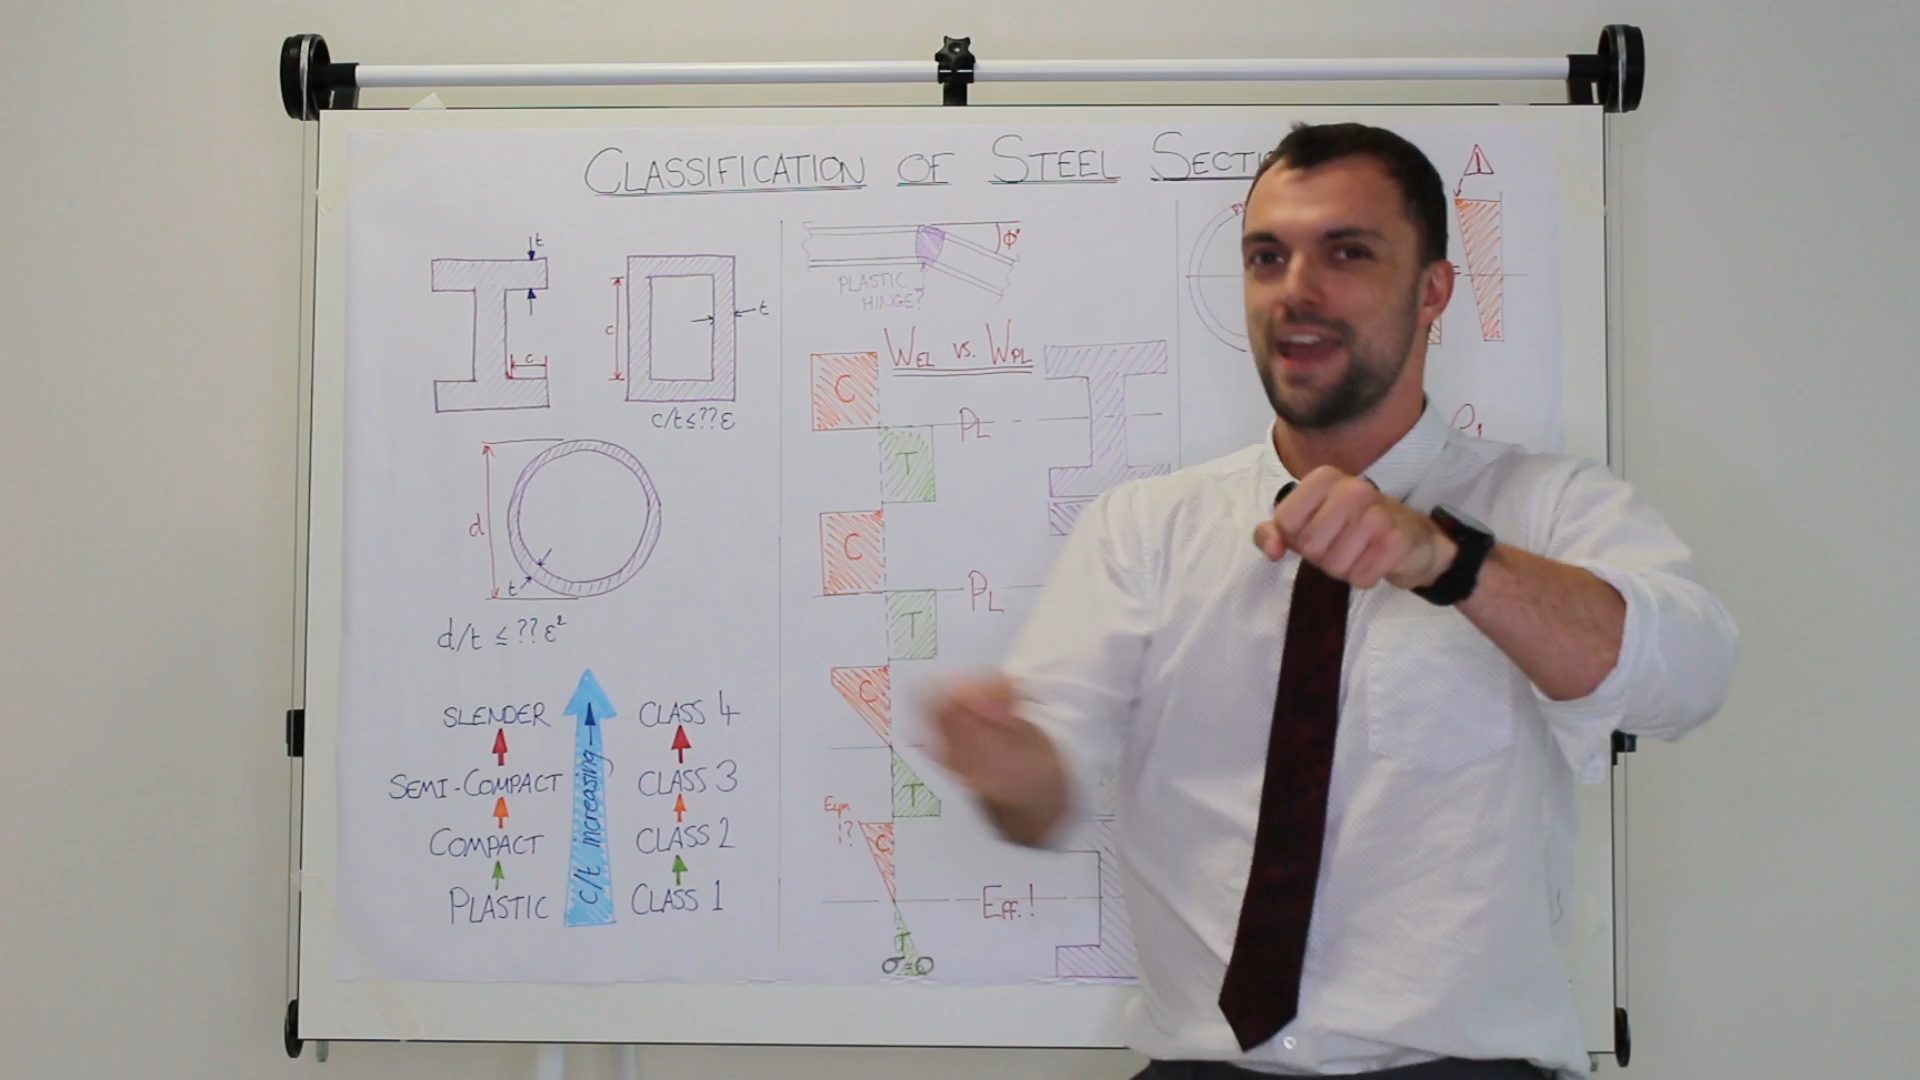 CLASSIFICATION OF STEEL SECTI
t
c
c
t
c/t ≤ ?? ε
d
t
d/t ≤ ?? ε²
SLENDER
SEMI-COMPACT
COMPACT
PLASTIC
c/t increasing →
CLASS 4
CLASS 3
CLASS 2
CLASS 1
φ°
PLASTIC
HINGE?
WEL vs. WPL
C
T
PL
C
T
PL
C
T
Eym
!?
C
T
σ=0
Eff.!
!
=